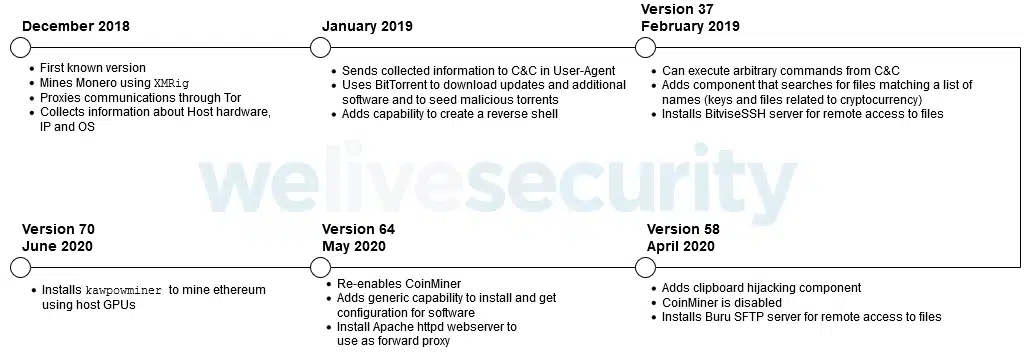 December 2018
• First known version
• Mines Monero using XMRig
• Proxies communications through Tor
• Collects information about Host hardware,
IP and OS
January 2019
• Sends collected information to C&C in User-Agent
• Uses BitTorrent to download updates and additional
software and to seed malicious torrents
• Adds capability to create a reverse shell
Version 37
February 2019
• Can execute arbitrary commands from C&C
• Adds component that searches for files matching a list of
names (keys and files related to cryptocurrency)
• Installs BitviseSSH server for remote access to files
welivesecurity
Version 58
April 2020
• Adds clipboard hijacking component
• CoinMiner is disabled
• Installs Buru SFTP server for remote access to files
Version 64
May 2020
• Re-enables CoinMiner
• Adds generic capability to install and get
configuration for software
• Install Apache httpd webserver to
use as forward proxy
Version 70
June 2020
• Installs kawpowminer to mine ethereum
using host GPUs